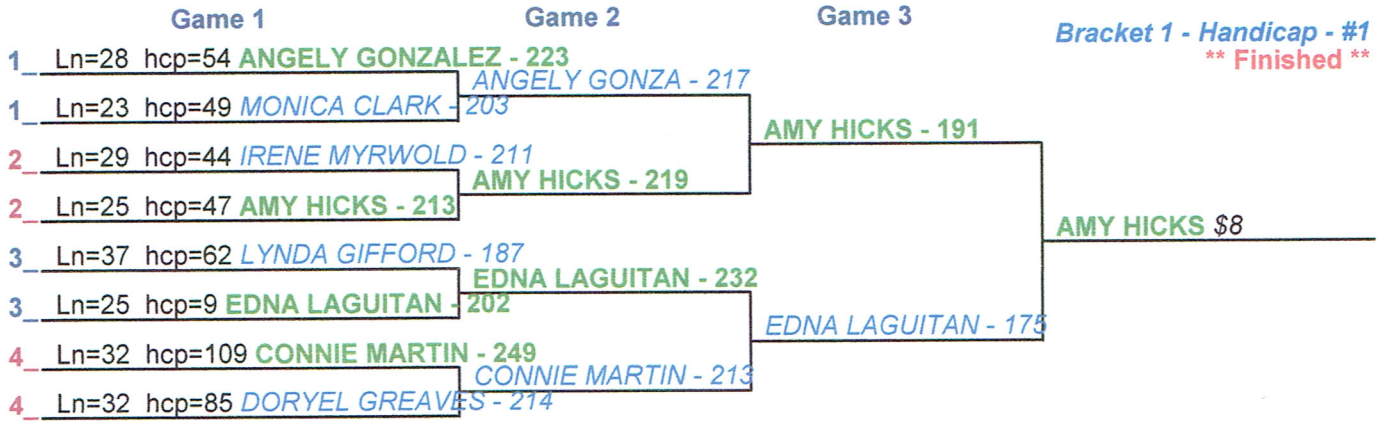 Game 1 Game 2 Game 3
Bracket 1 - Handicap - #1
** Finished **
1_ Ln=28 hcp=54 ANGELY GONZALEZ - 223
ANGELY GONZA - 217
1_ Ln=23 hcp=49 MONICA CLARK - 203
AMY HICKS - 191
2_ Ln=29 hcp=44 IRENE MYRWOLD - 211
AMY HICKS - 219
2_ Ln=25 hcp=47 AMY HICKS - 213
AMY HICKS $8
3_ Ln=37 hcp=62 LYNDA GIFFORD - 187
EDNA LAGUITAN - 232
3_ Ln=25 hcp=9 EDNA LAGUITAN - 202
EDNA LAGUITAN - 175
4_ Ln=32 hcp=109 CONNIE MARTIN - 249
CONNIE MARTIN - 213
4_ Ln=32 hcp=85 DORYEL GREAVES - 214